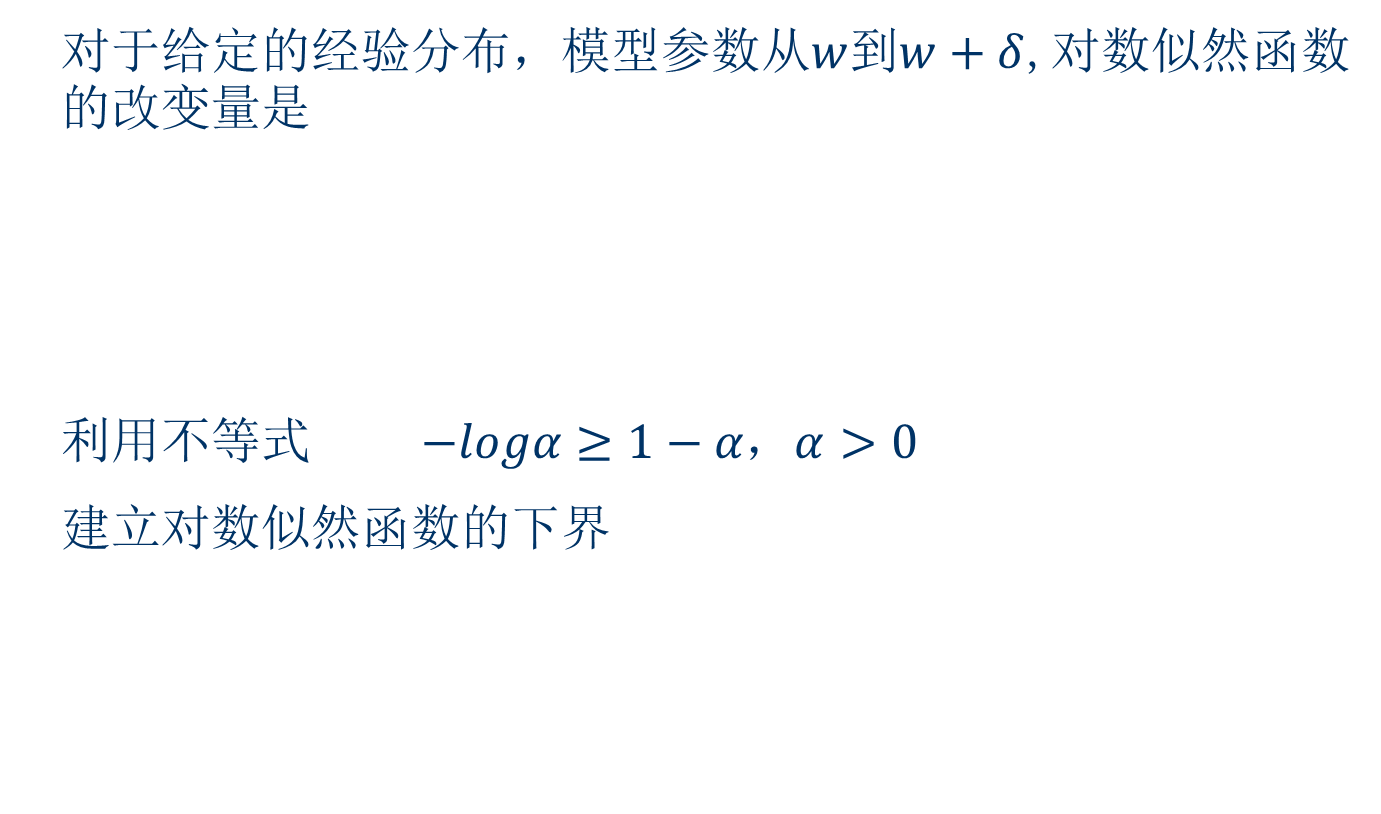 对于给定的经验分布，模型参数从w到w + δ, 对数似然函数
的改变量是
利用不等式 −logα ≥ 1 − α，α > 0
建立对数似然函数的下界